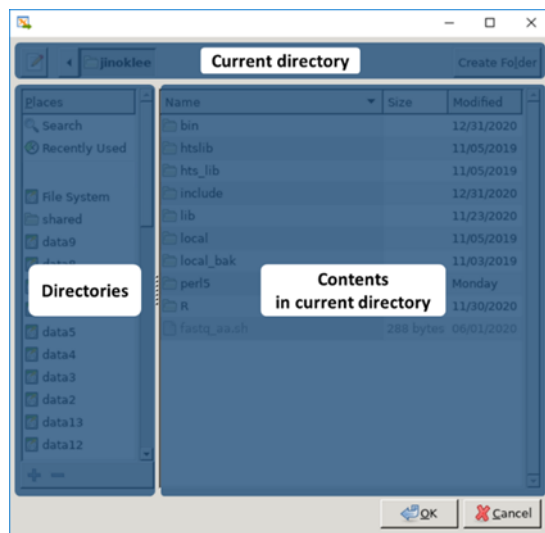 jinoklee
Current directory
Create Folder
Places
Search
Recently Used
File System
shared
data9
Directories
data5
data4
data3
data2
data13
data12
Name Size Modified
bin 12/31/2020
htslib 11/05/2019
hts_lib 11/05/2019
include 12/31/2020
lib 11/23/2020
local 11/05/2019
local_bak 11/03/2019
perl5 Monday
Contents
in current directory
R 11/30/2020
fastq_aa.sh 288 bytes 06/01/2020
OK Cancel